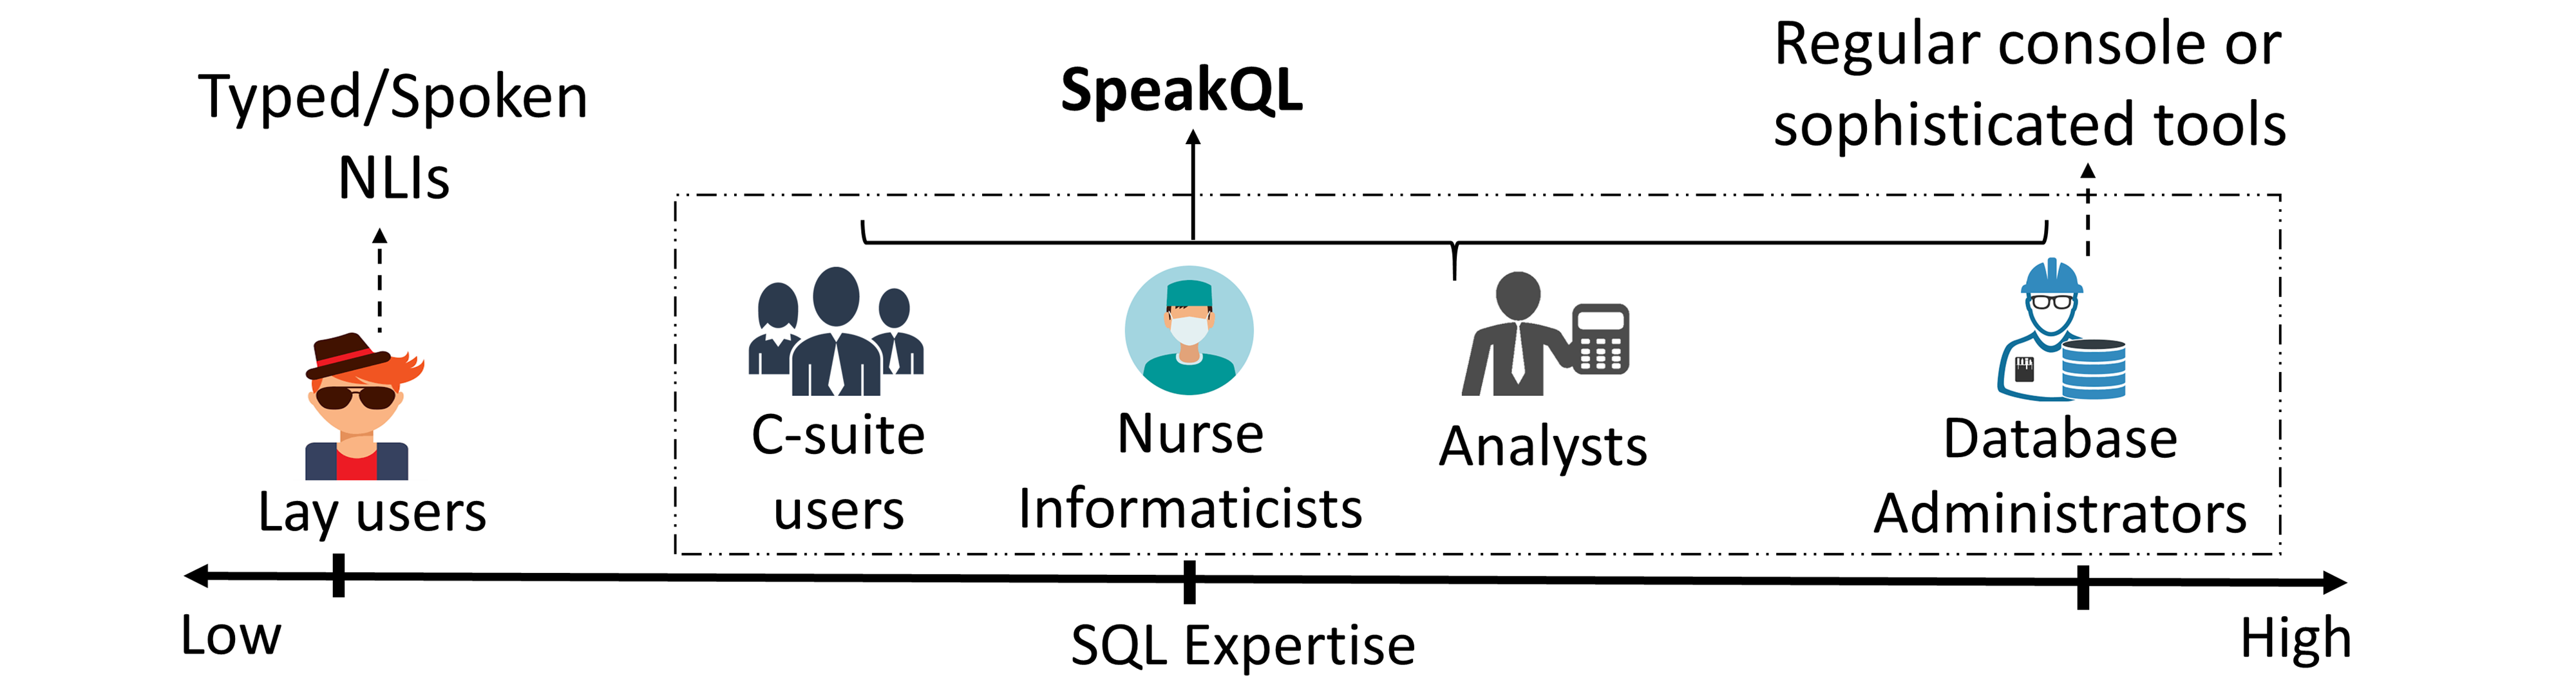 Typed/Spoken
NLIs
SpeakQL
Regular console or
sophisticated tools
Lay users
C-suite
users
Nurse
Informaticists
Analysts
Database
Administrators
Low
SQL Expertise
High